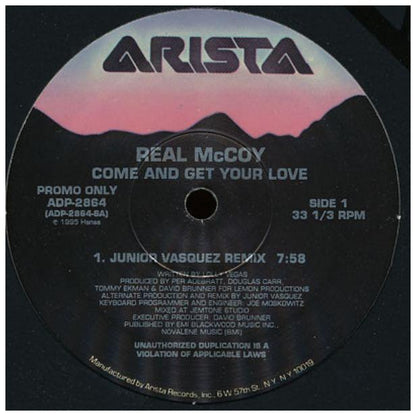 ARISTA
REAL McCOY
COME AND GET YOUR LOVE
PROMO ONLY
ADP-2864
(ADP-2864-SA)
℗ 1995 Hansa
SIDE 1
33 1/3 RPM
1. JUNIOR VASQUEZ REMIX 7:58
WRITTEN BY LOLLY VEGAS
PRODUCED BY PER ADEBRATT, DOUGLAS CARR,
TOMMY EKMAN & DAVID BRUNNER FOR LEMON PRODUCTIONS
ALTERNATE PRODUCTION AND REMIX BY JUNIOR VASQUEZ
KEYBOARD PROGRAMMER AND ENGINEER: JOE MOSKOWITZ
MIXED AT JEMTONE STUDIO
EXECUTIVE PRODUCER: DAVID BRUNNER
PUBLISHED BY EMI BLACKWOOD MUSIC INC.,
NOVALENE MUSIC (BMI)
UNAUTHORIZED DUPLICATION IS A
VIOLATION OF APPLICABLE LAWS
Manufactured by Arista Records, Inc., 6 W 57th St., N.Y. N.Y. 10019